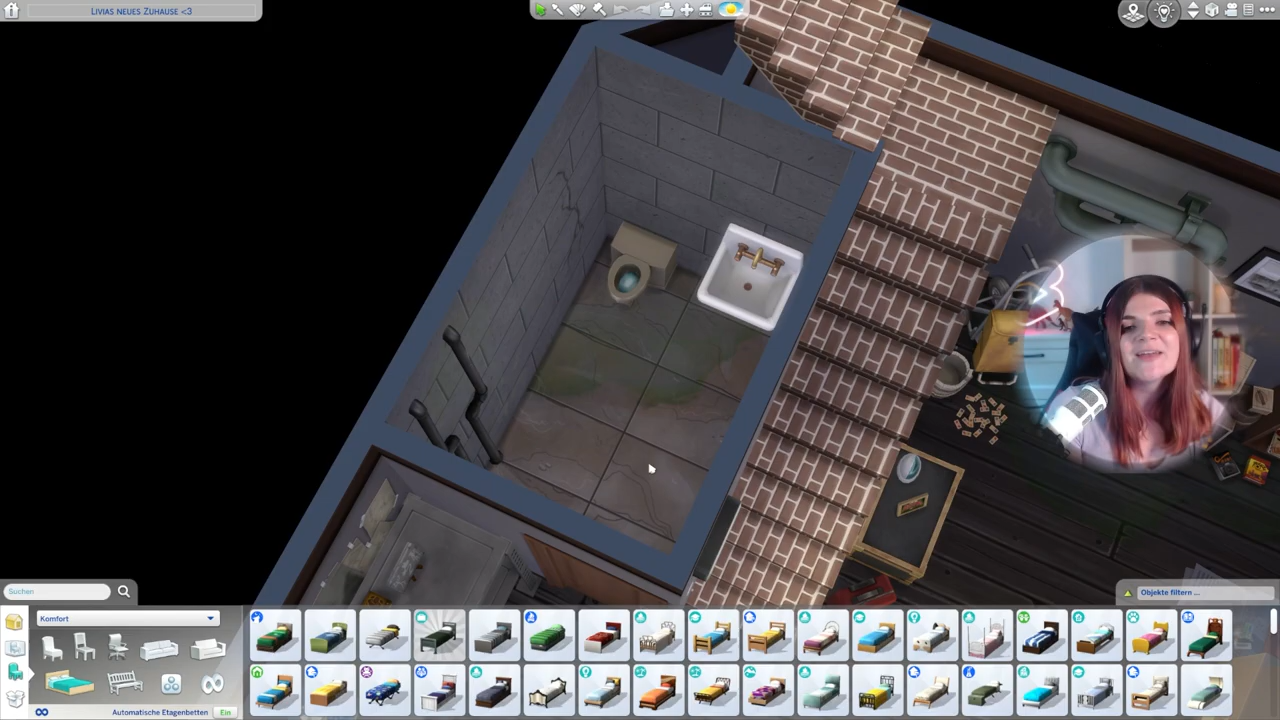 LIVIAS NEUES ZUHAUSE <3
Suchen
Objekte filtern ...
Komfort
Automatische Etagenbetten
Ein